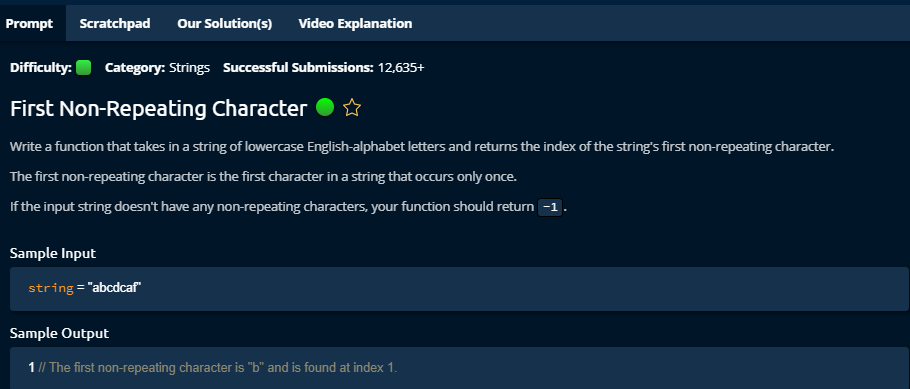 Prompt Scratchpad Our Solution(s) Video Explanation
Difficulty: Category: Strings Successful Submissions: 12,635+
First Non-Repeating Character
Write a function that takes in a string of lowercase English-alphabet letters and returns the index of the string's first non-repeating character.
The first non-repeating character is the first character in a string that occurs only once.
If the input string doesn't have any non-repeating characters, your function should return -1.
Sample Input
string = "abcdcaf"
Sample Output
1 // The first non-repeating character is "b" and is found at index 1.